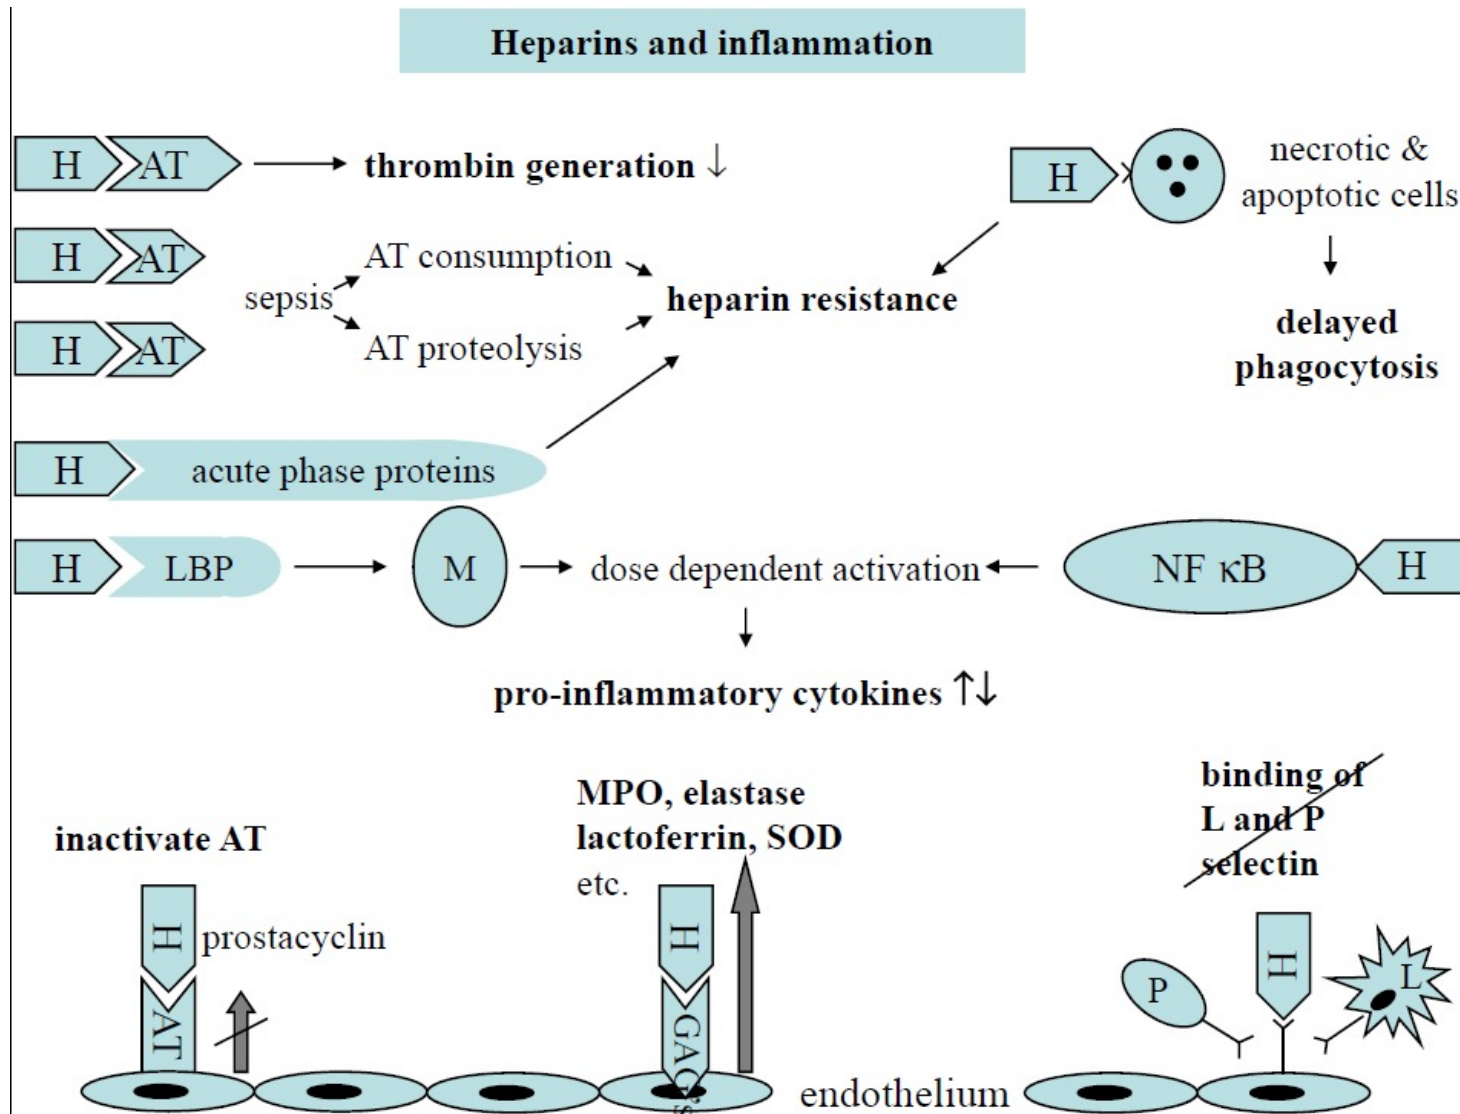 Heparins and inflammation
H AT
thrombin generation ↓
H
necrotic &
apoptotic cells
H AT
AT consumption
sepsis
heparin resistance
H AT
AT proteolysis
delayed
phagocytosis
H acute phase proteins
H LBP
M
dose dependent activation
NF κB
H
pro-inflammatory cytokines ↑↓
inactivate AT
MPO, elastase
lactoferrin, SOD
etc.
binding of
L and P
selectin
H
prostacyclin
AT
H
GAG's
P
H
L
endothelium